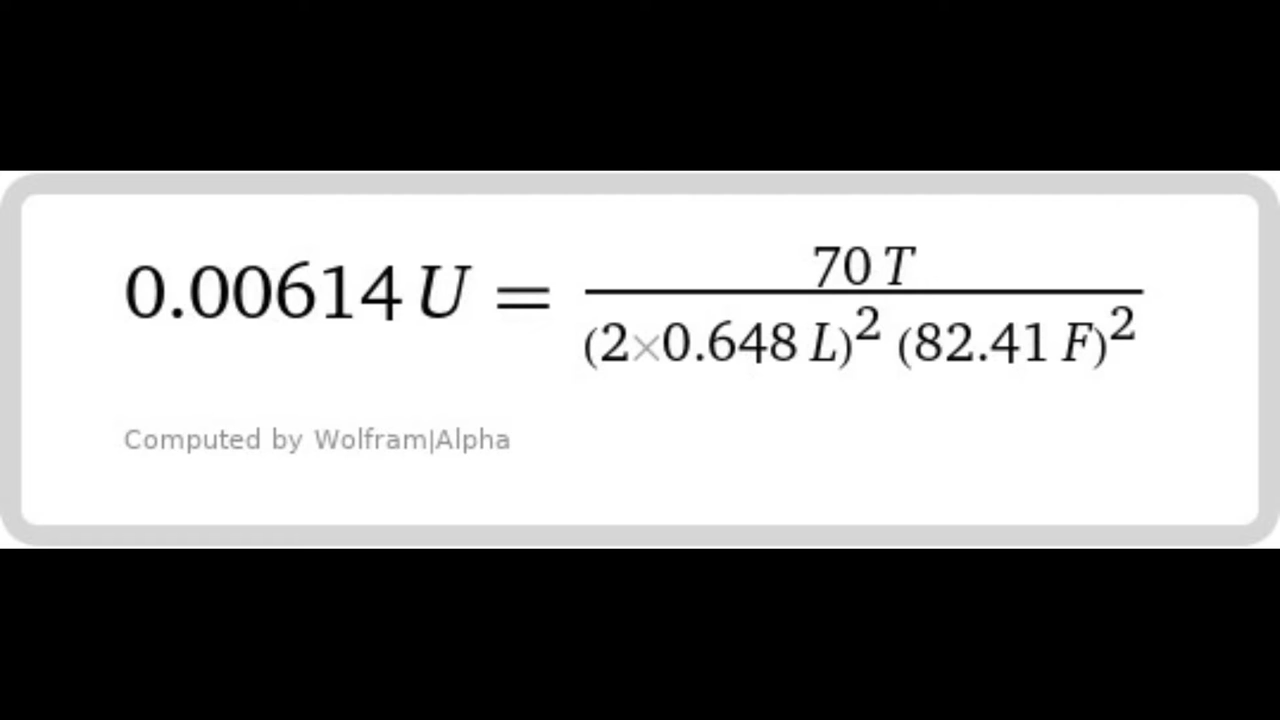 0.00614 U = 70 T / (2×0.648 L)² (82.41 F)²
Computed by Wolfram|Alpha